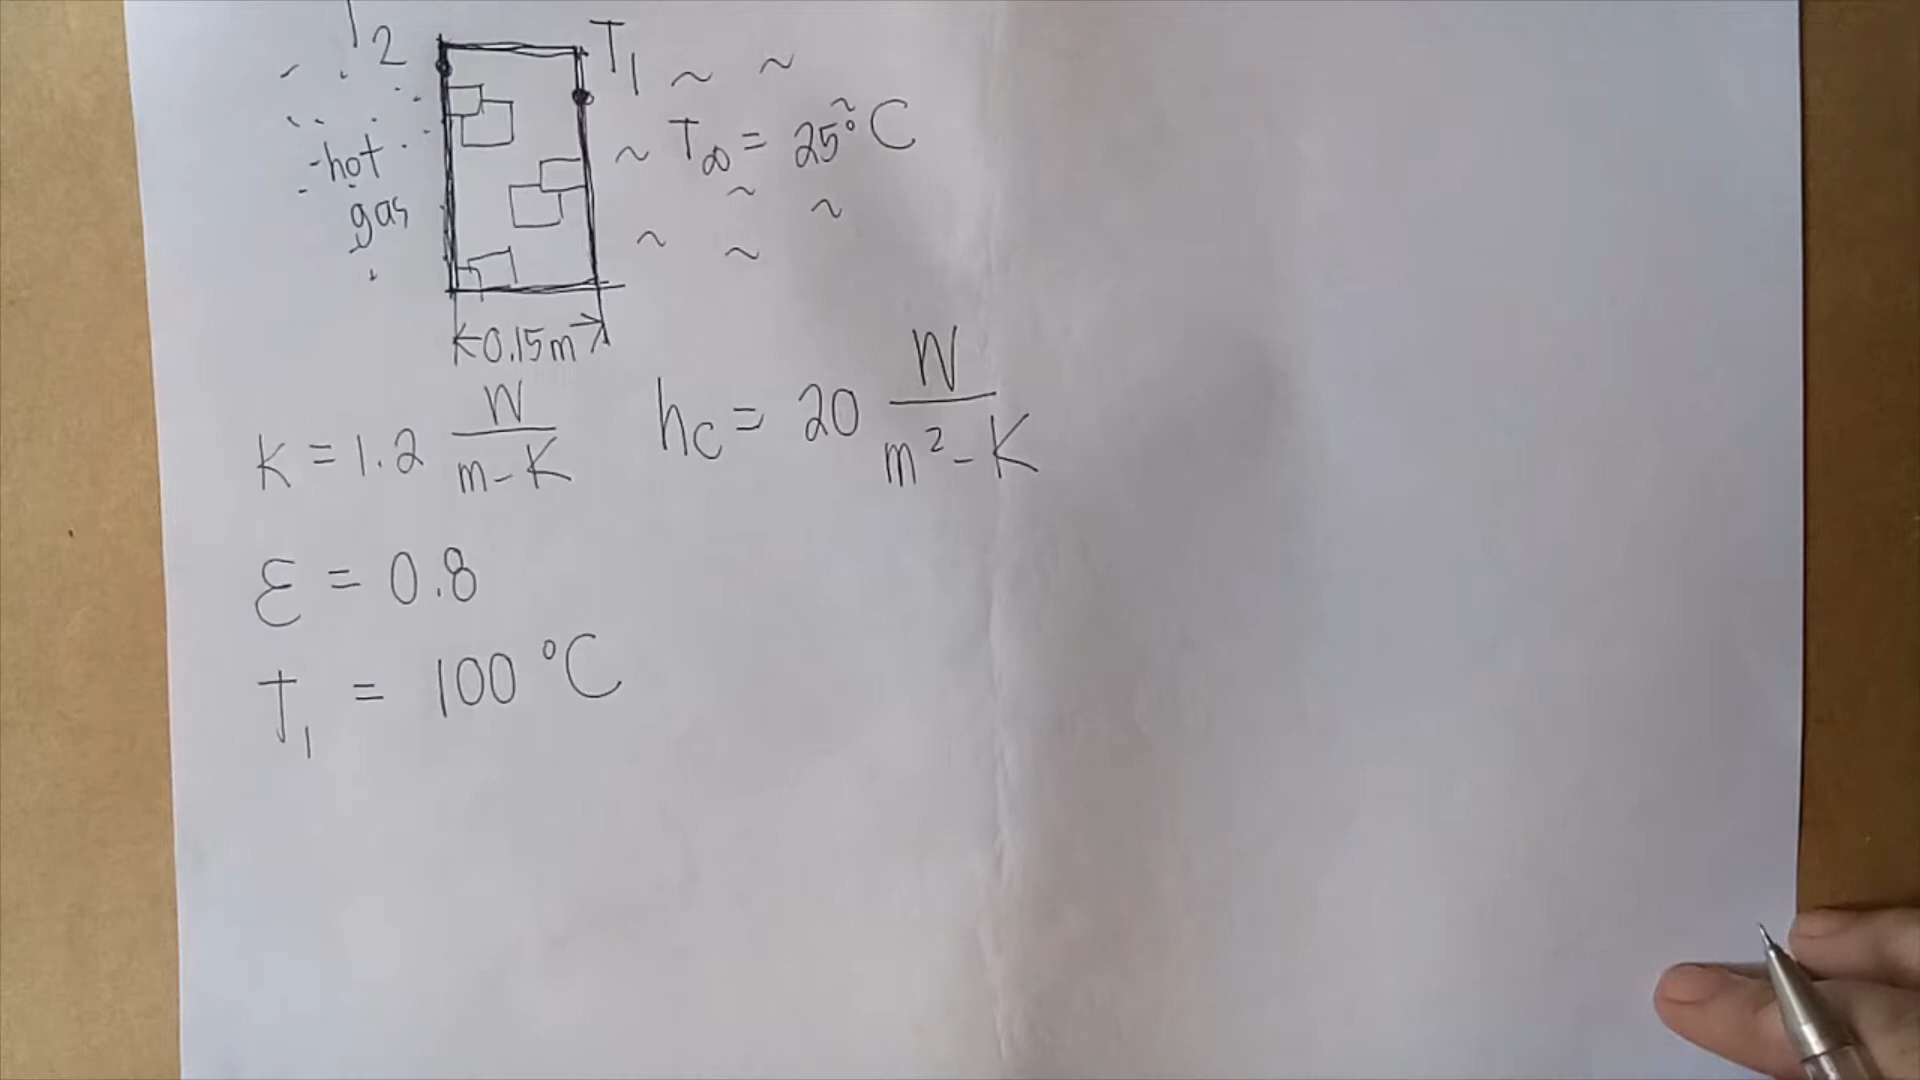 T2
T1
hot
gas
T∞ = 25°C
0.15m
K = 1.2 W/m-K
hc = 20 W/m²-K
ε = 0.8
T1 = 100 °C